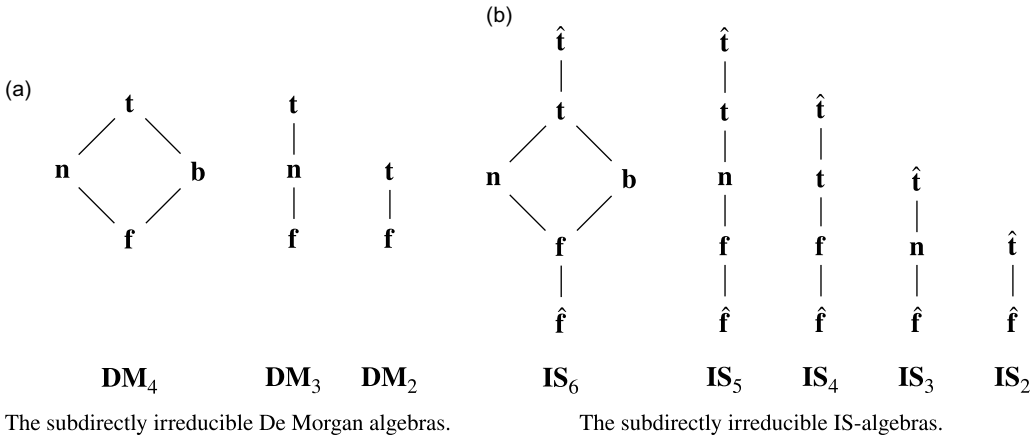 (b)
t̂ t̂
(a)
t t t t t̂
n b n t n b n t t̂
f f f f f f n t̂
f̂ f̂ f̂ f̂ f̂
DM₄ DM₃ DM₂ IS₆ IS₅ IS₄ IS₃ IS₂
The subdirectly irreducible De Morgan algebras. The subdirectly irreducible IS-algebras.